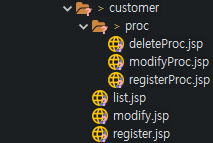 > customer
> proc
deleteProc.jsp
modifyProc.jsp
registerProc.jsp
list.jsp
modify.jsp
register.jsp